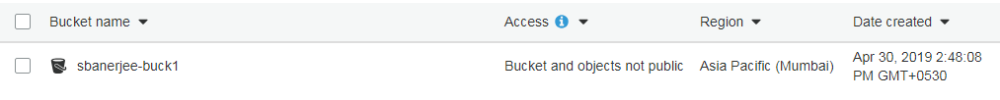 Bucket name Access Region Date created
sbanerjee-buck1 Bucket and objects not public Asia Pacific (Mumbai) Apr 30, 2019 2:48:08
PM GMT+0530